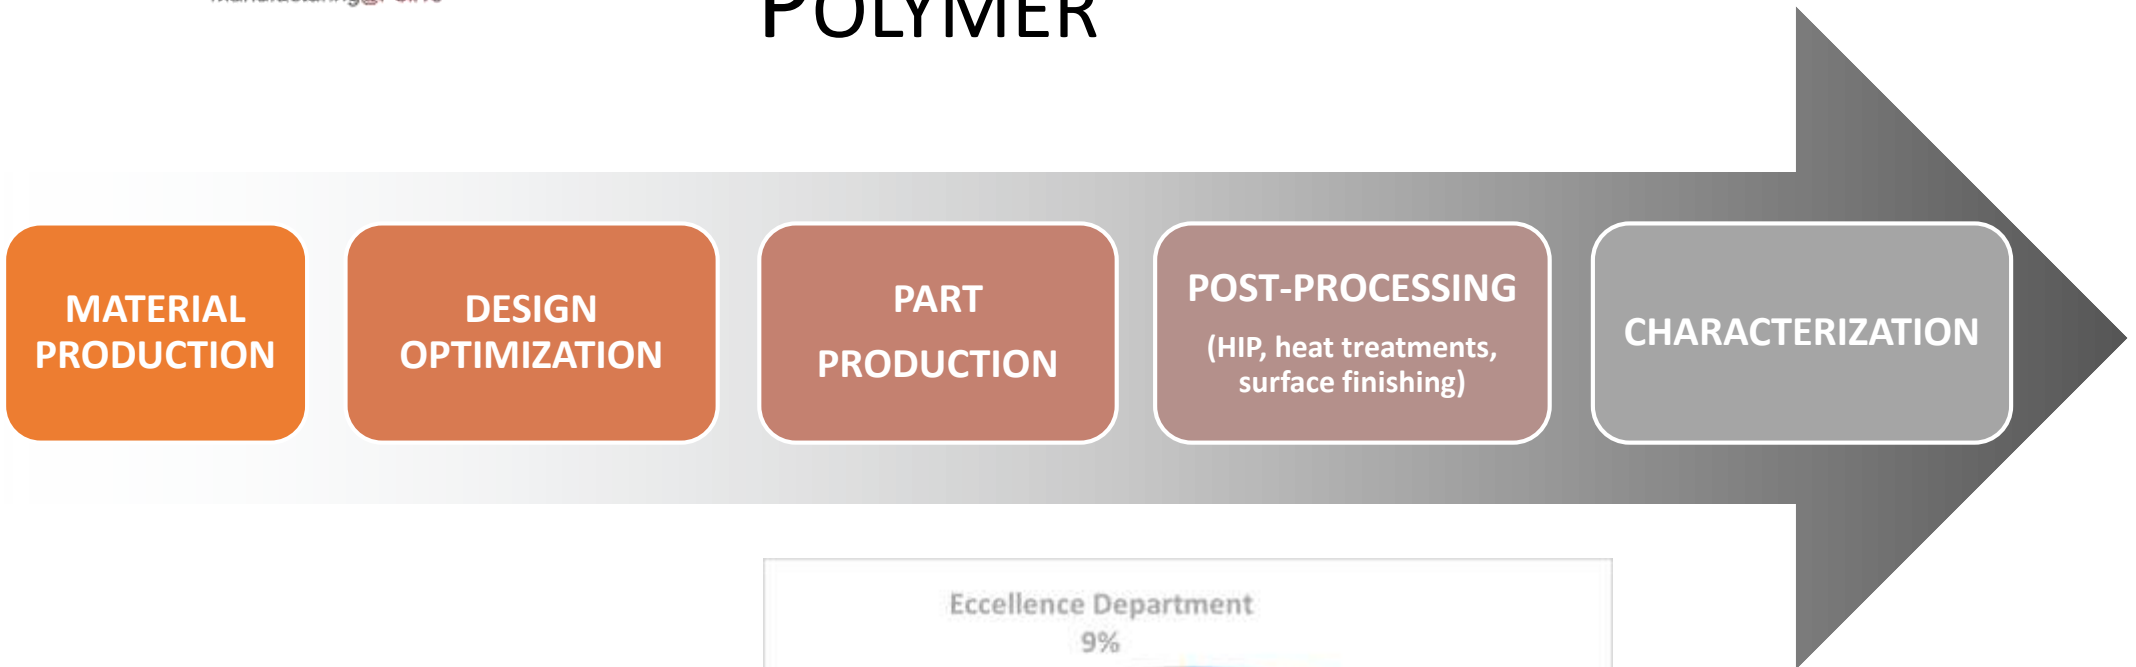 POLYMER
MATERIAL
PRODUCTION
DESIGN
OPTIMIZATION
PART
PRODUCTION
POST-PROCESSING
(HIP, heat treatments,
surface finishing)
CHARACTERIZATION
Eccellence Department
9%